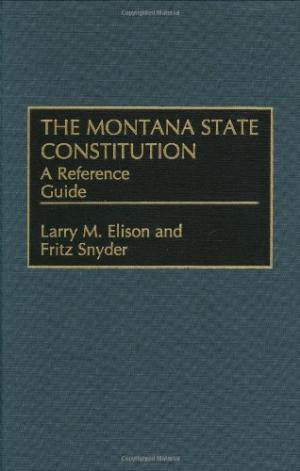 THE MONTANA STATE
CONSTITUTION
A Reference
Guide
Larry M. Elison and
Fritz Snyder